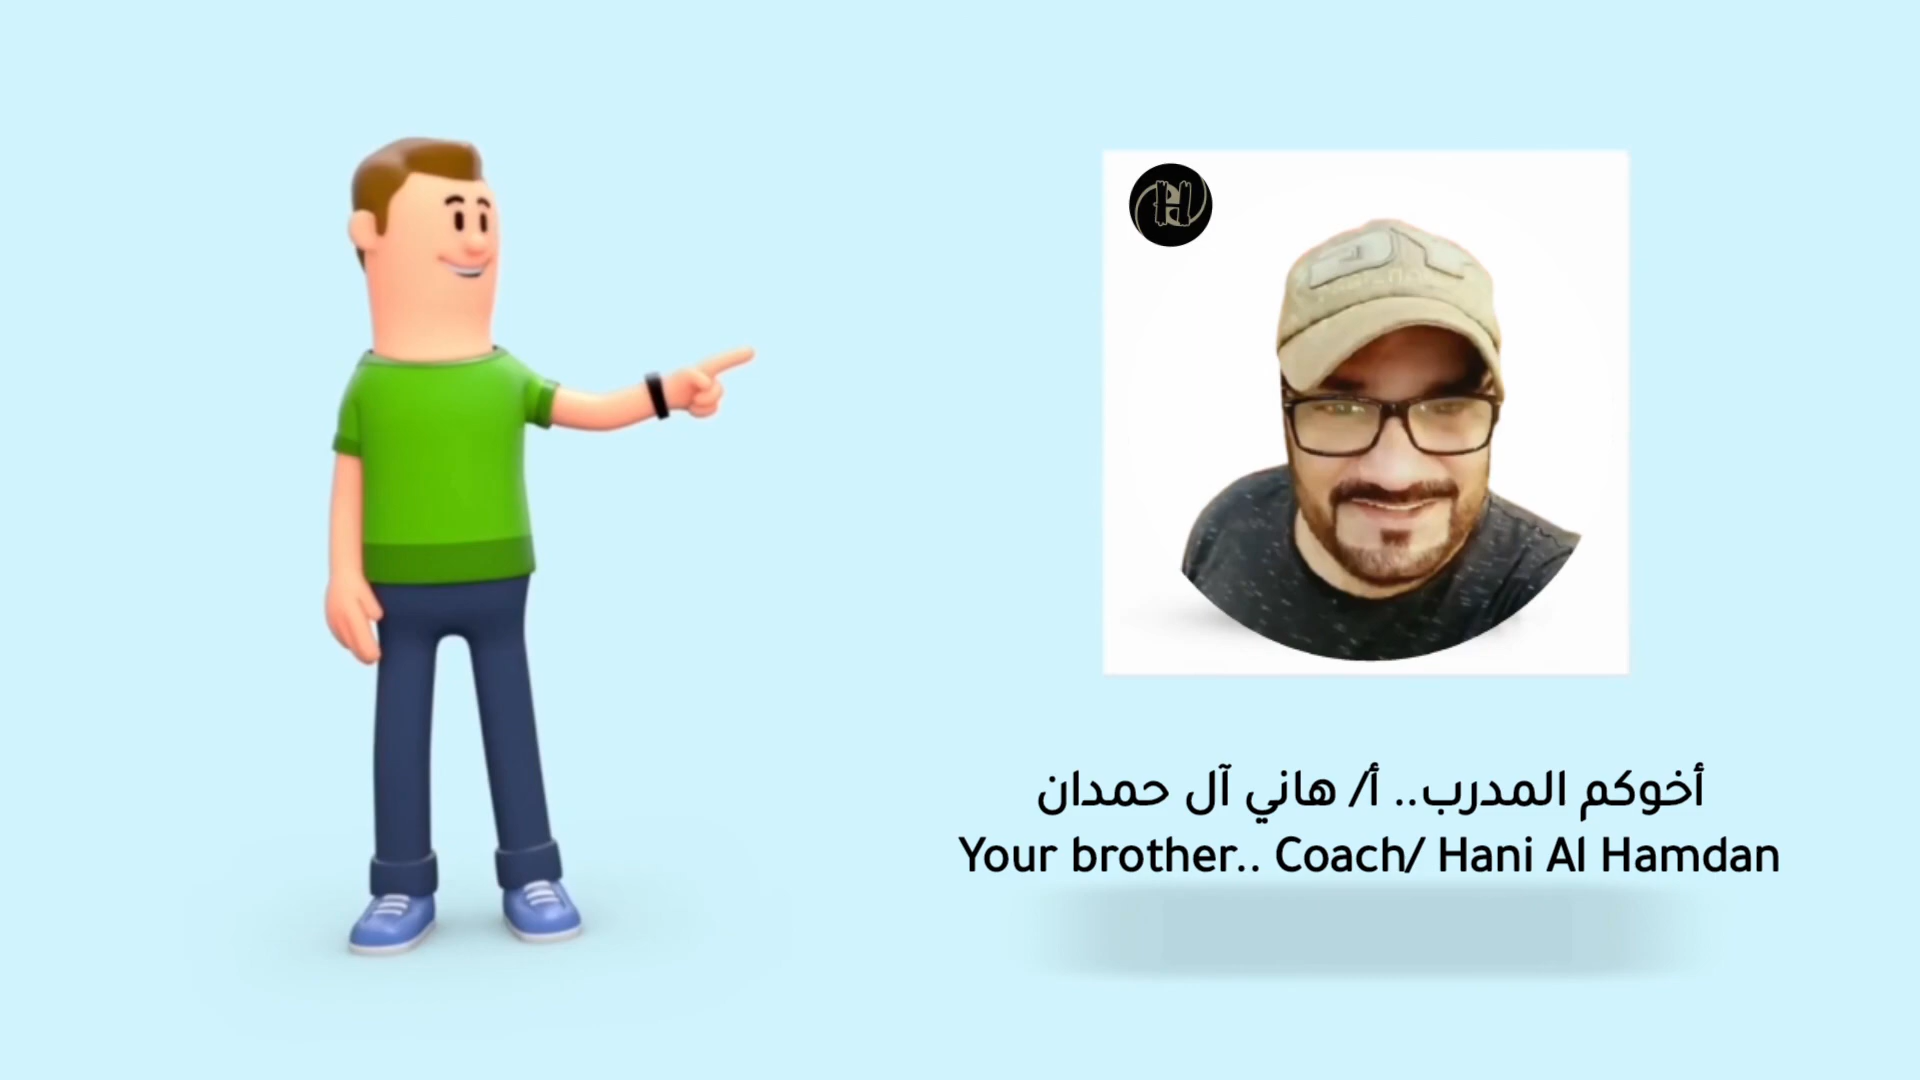 H
أخوكم المدرب.. أ/ هاني آل حمدان
Your brother.. Coach/ Hani Al Hamdan